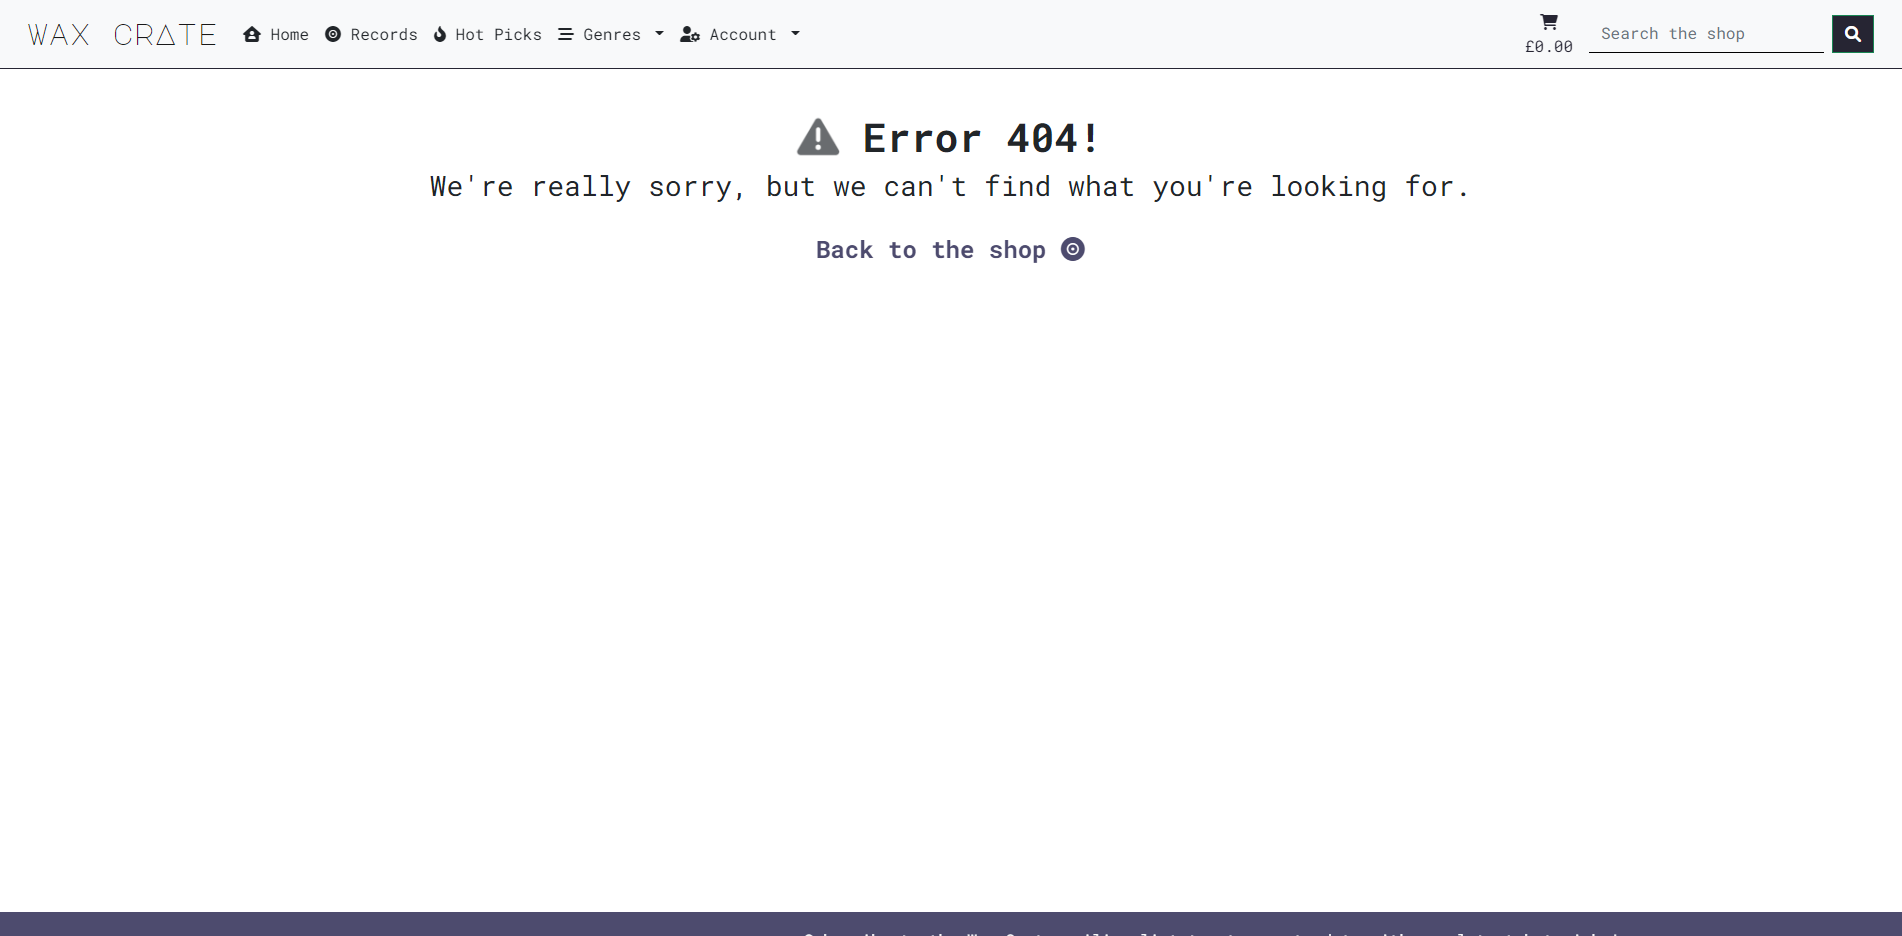 WAX CRATE Home Records Hot Picks Genres Account £0.00 Search the shop
Error 404!
We're really sorry, but we can't find what you're looking for.
Back to the shop